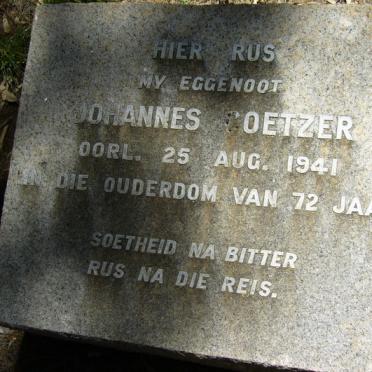 HIER RUS
MY EGGENOOT
JOHANNES COETZER
OORL. 25 AUG. 1941
IN DIE OUDERDOM VAN 72 JAA
SOETHEID NA BITTER
RUS NA DIE REIS.